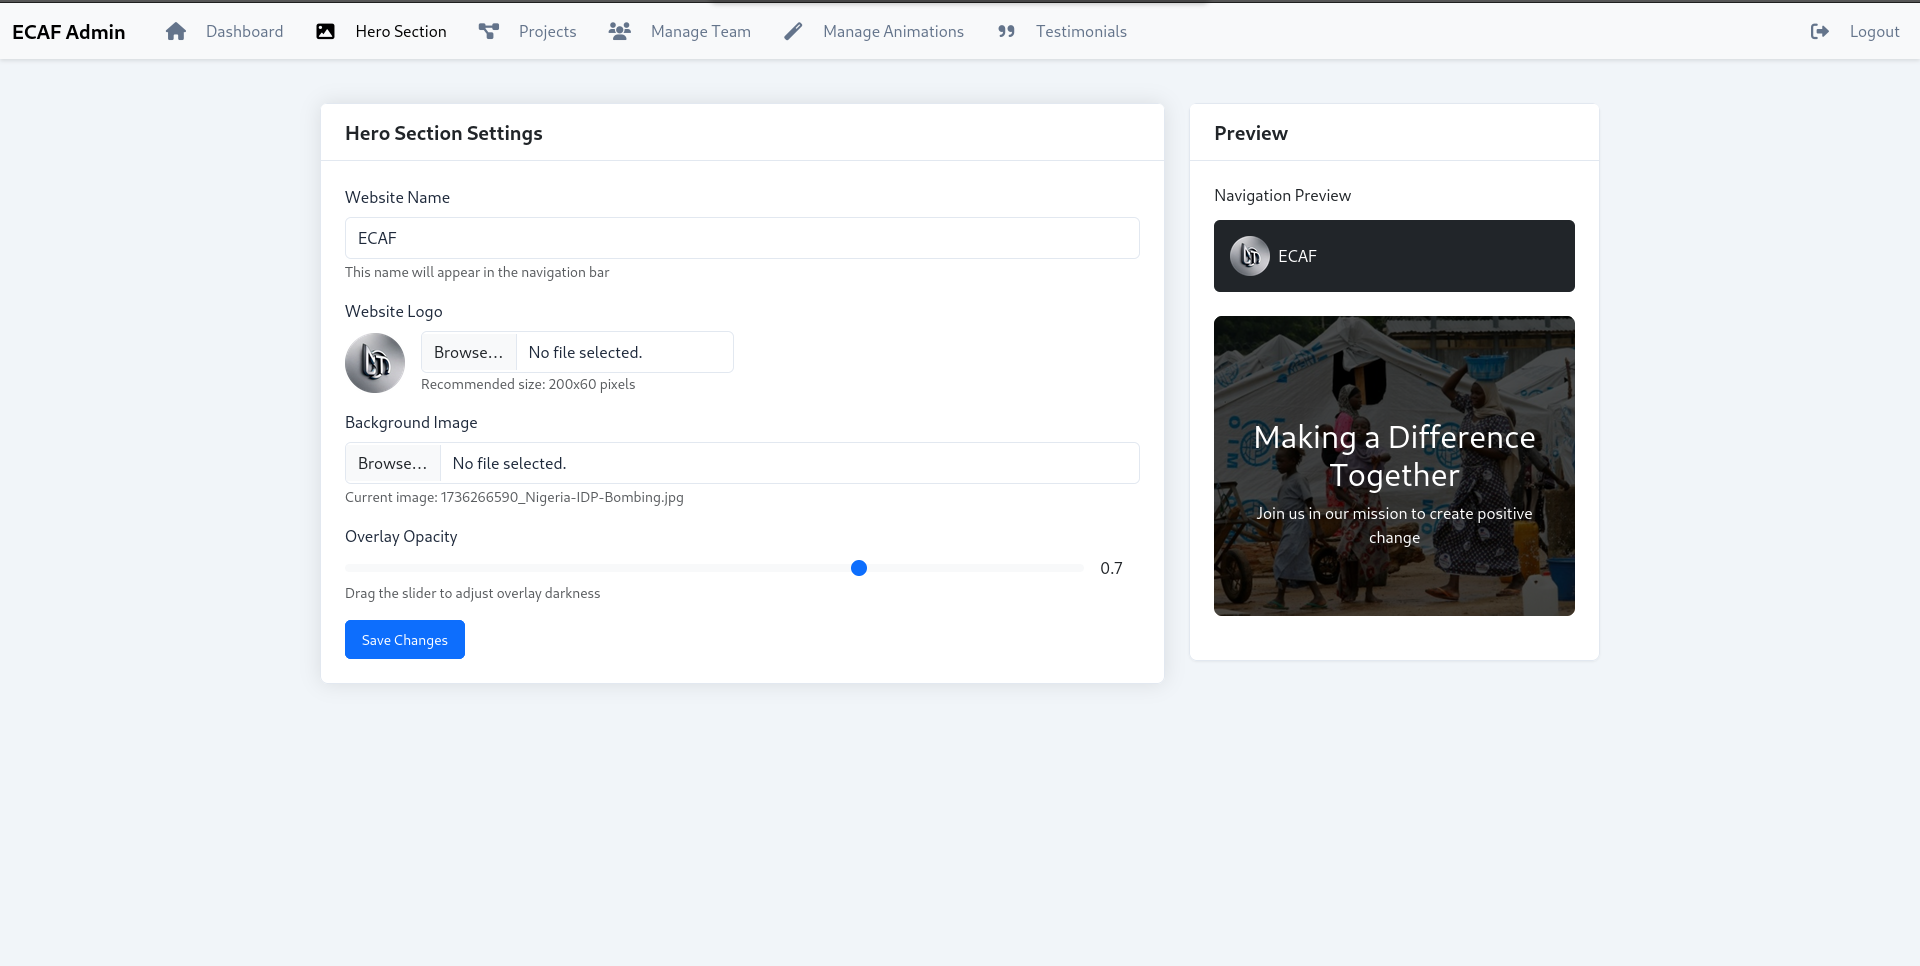 ECAF Admin
Dashboard
Hero Section
Projects
Manage Team
Manage Animations
Testimonials
Logout
Hero Section Settings
Website Name
ECAF
This name will appear in the navigation bar
Website Logo
Browse... No file selected.
Recommended size: 200x60 pixels
Background Image
Browse... No file selected.
Current image: 1736266590_Nigeria-IDP-Bombing.jpg
Overlay Opacity
0.7
Drag the slider to adjust overlay darkness
Save Changes
Preview
Navigation Preview
ECAF
Making a Difference
Together
Join us in our mission to create positive
change